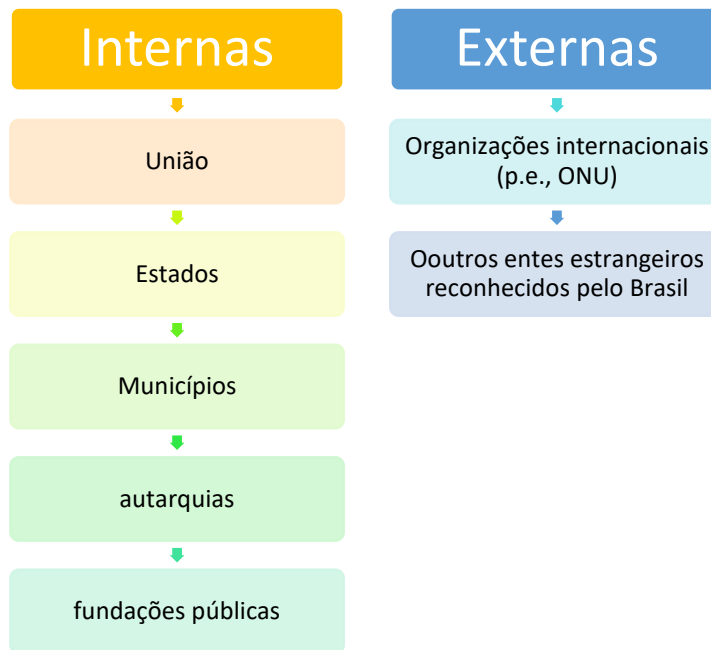 Internas
União
Estados
Municípios
autarquias
fundações públicas
Externas
Organizações internacionais
(p.e., ONU)
Ooutros entes estrangeiros
reconhecidos pelo Brasil